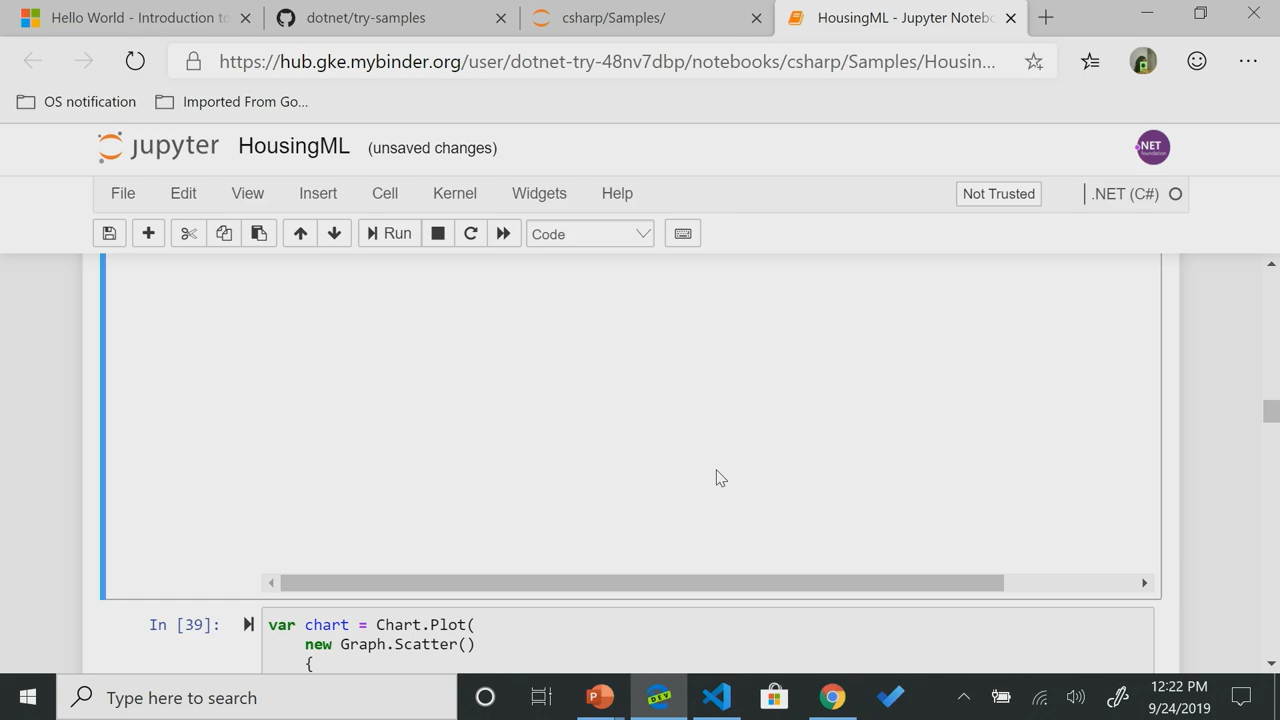 Hello World - Introduction to
dotnet/try-samples
csharp/Samples/
HousingML - Jupyter Notebo
https://hub.gke.mybinder.org/user/dotnet-try-48nv7dbp/notebooks/csharp/Samples/Housin...
OS notification
Imported From Go...
jupyter HousingML (unsaved changes)
.NET
foundation
File Edit View Insert Cell Kernel Widgets Help Not Trusted .NET (C#)
Run Code
In [39]: var chart = Chart.Plot(
new Graph.Scatter()
{
Type here to search
DEV
12:22 PM
9/24/2019